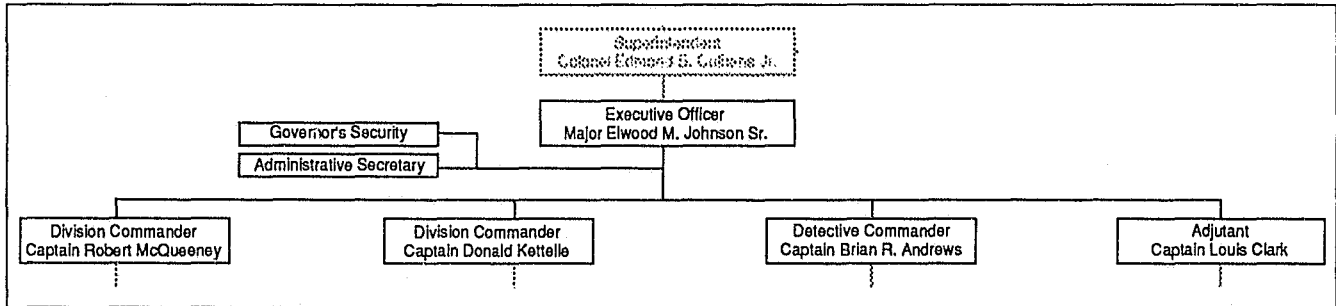 Superintendent
Colonel Edmond S. Culhane Jr.
Executive Officer
Major Elwood M. Johnson Sr.
Governor's Security
Administrative Secretary
Division Commander
Captain Robert McQueeney
Division Commander
Captain Donald Kettelle
Detective Commander
Captain Brian R. Andrews
Adjutant
Captain Louis Clark